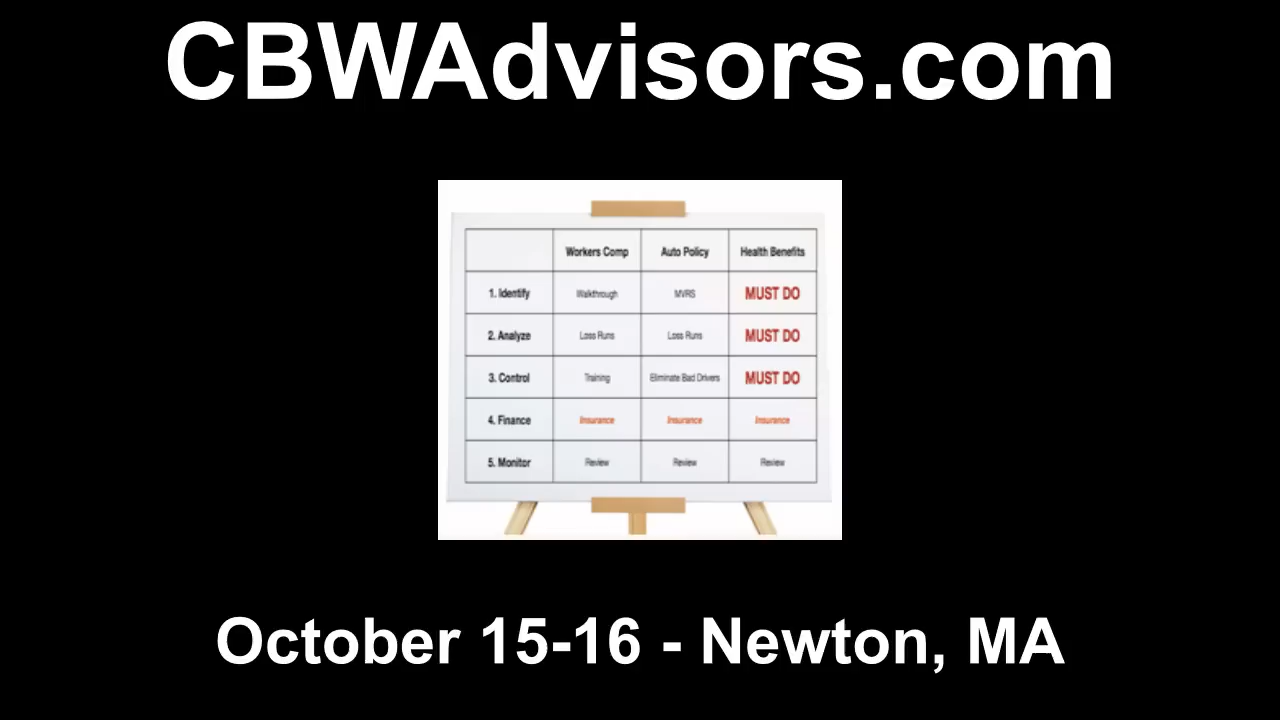 CBWAdvisors.com
Workers Comp Auto Policy Health Benefits
1. Identify Walkthrough MVRS MUST DO
2. Analyze Loss Runs Loss Runs MUST DO
3. Control Training Eliminate Bad Drivers MUST DO
4. Finance Insurance Insurance Insurance
5. Monitor Review Review Review
October 15-16 - Newton, MA